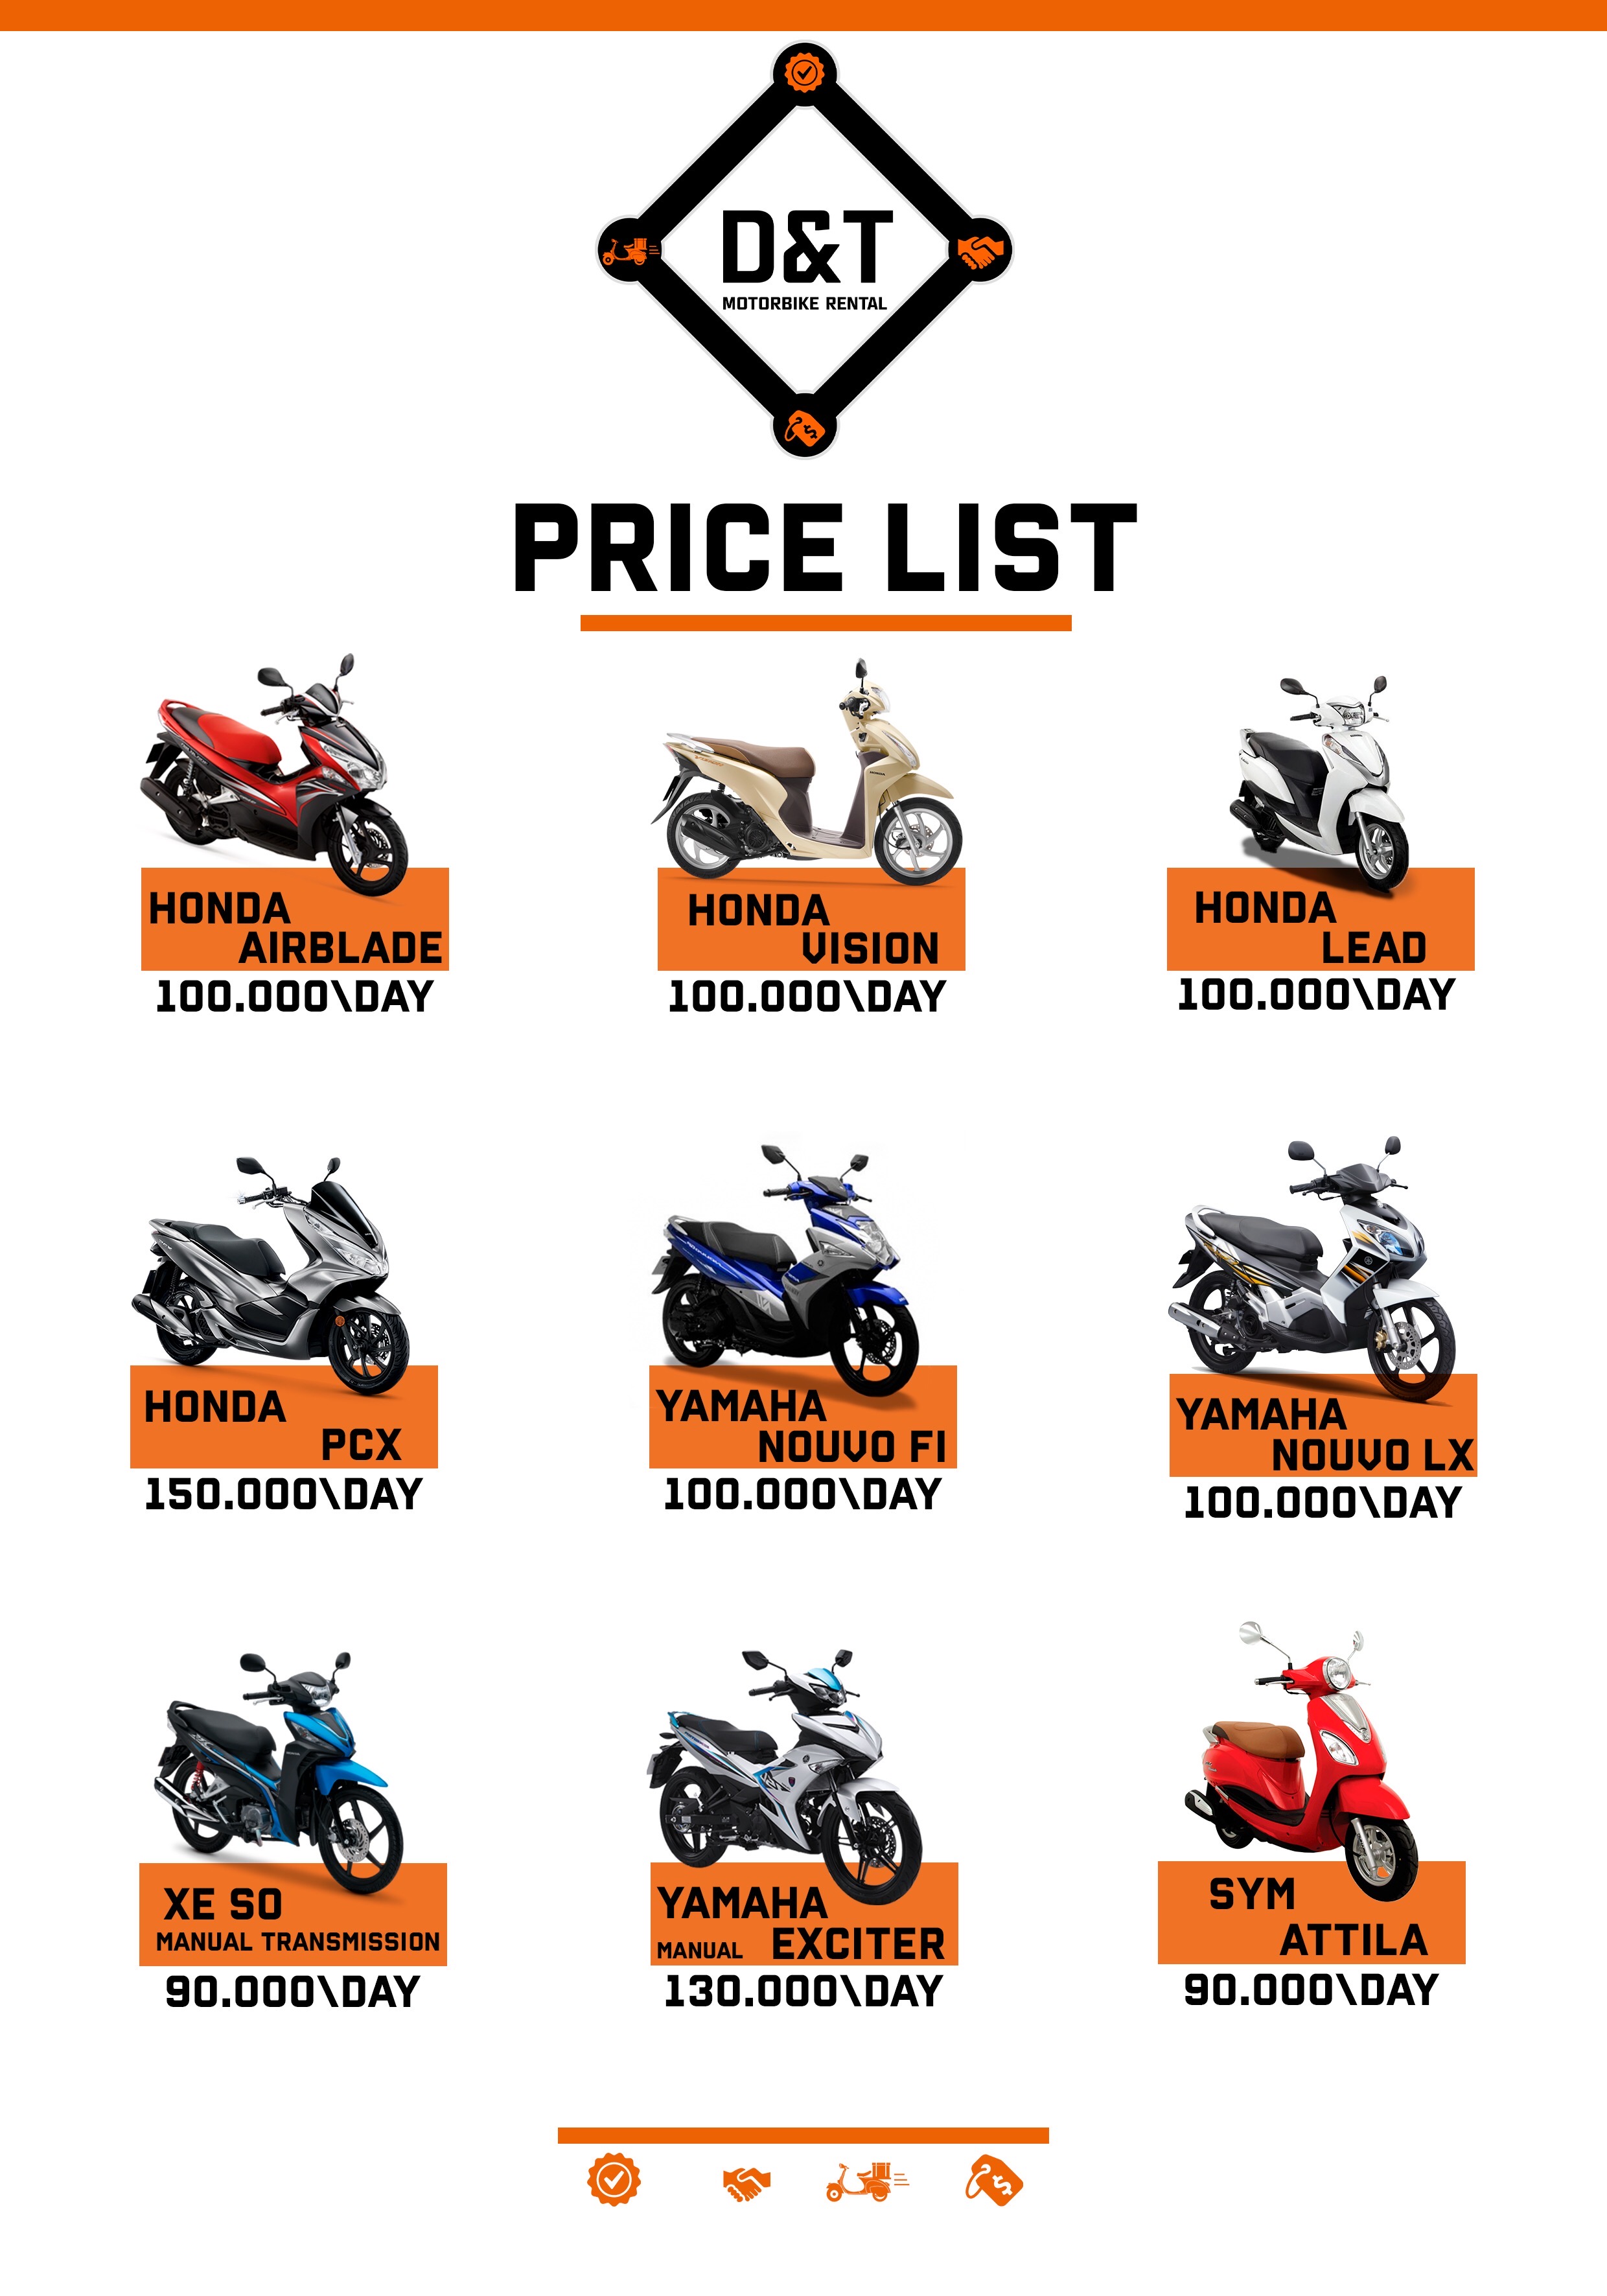 D&T
MOTORBIKE RENTAL
PRICE LIST
HONDA
AIRBLADE
100.000\DAY
HONDA
VISION
100.000\DAY
HONDA
LEAD
100.000\DAY
HONDA
PCX
150.000\DAY
YAMAHA
NOUVO FI
100.000\DAY
YAMAHA
NOUVO LX
100.000\DAY
XE SO
MANUAL TRANSMISSION
90.000\DAY
YAMAHA
MANUAL EXCITER
130.000\DAY
SYM
ATTILA
90.000\DAY